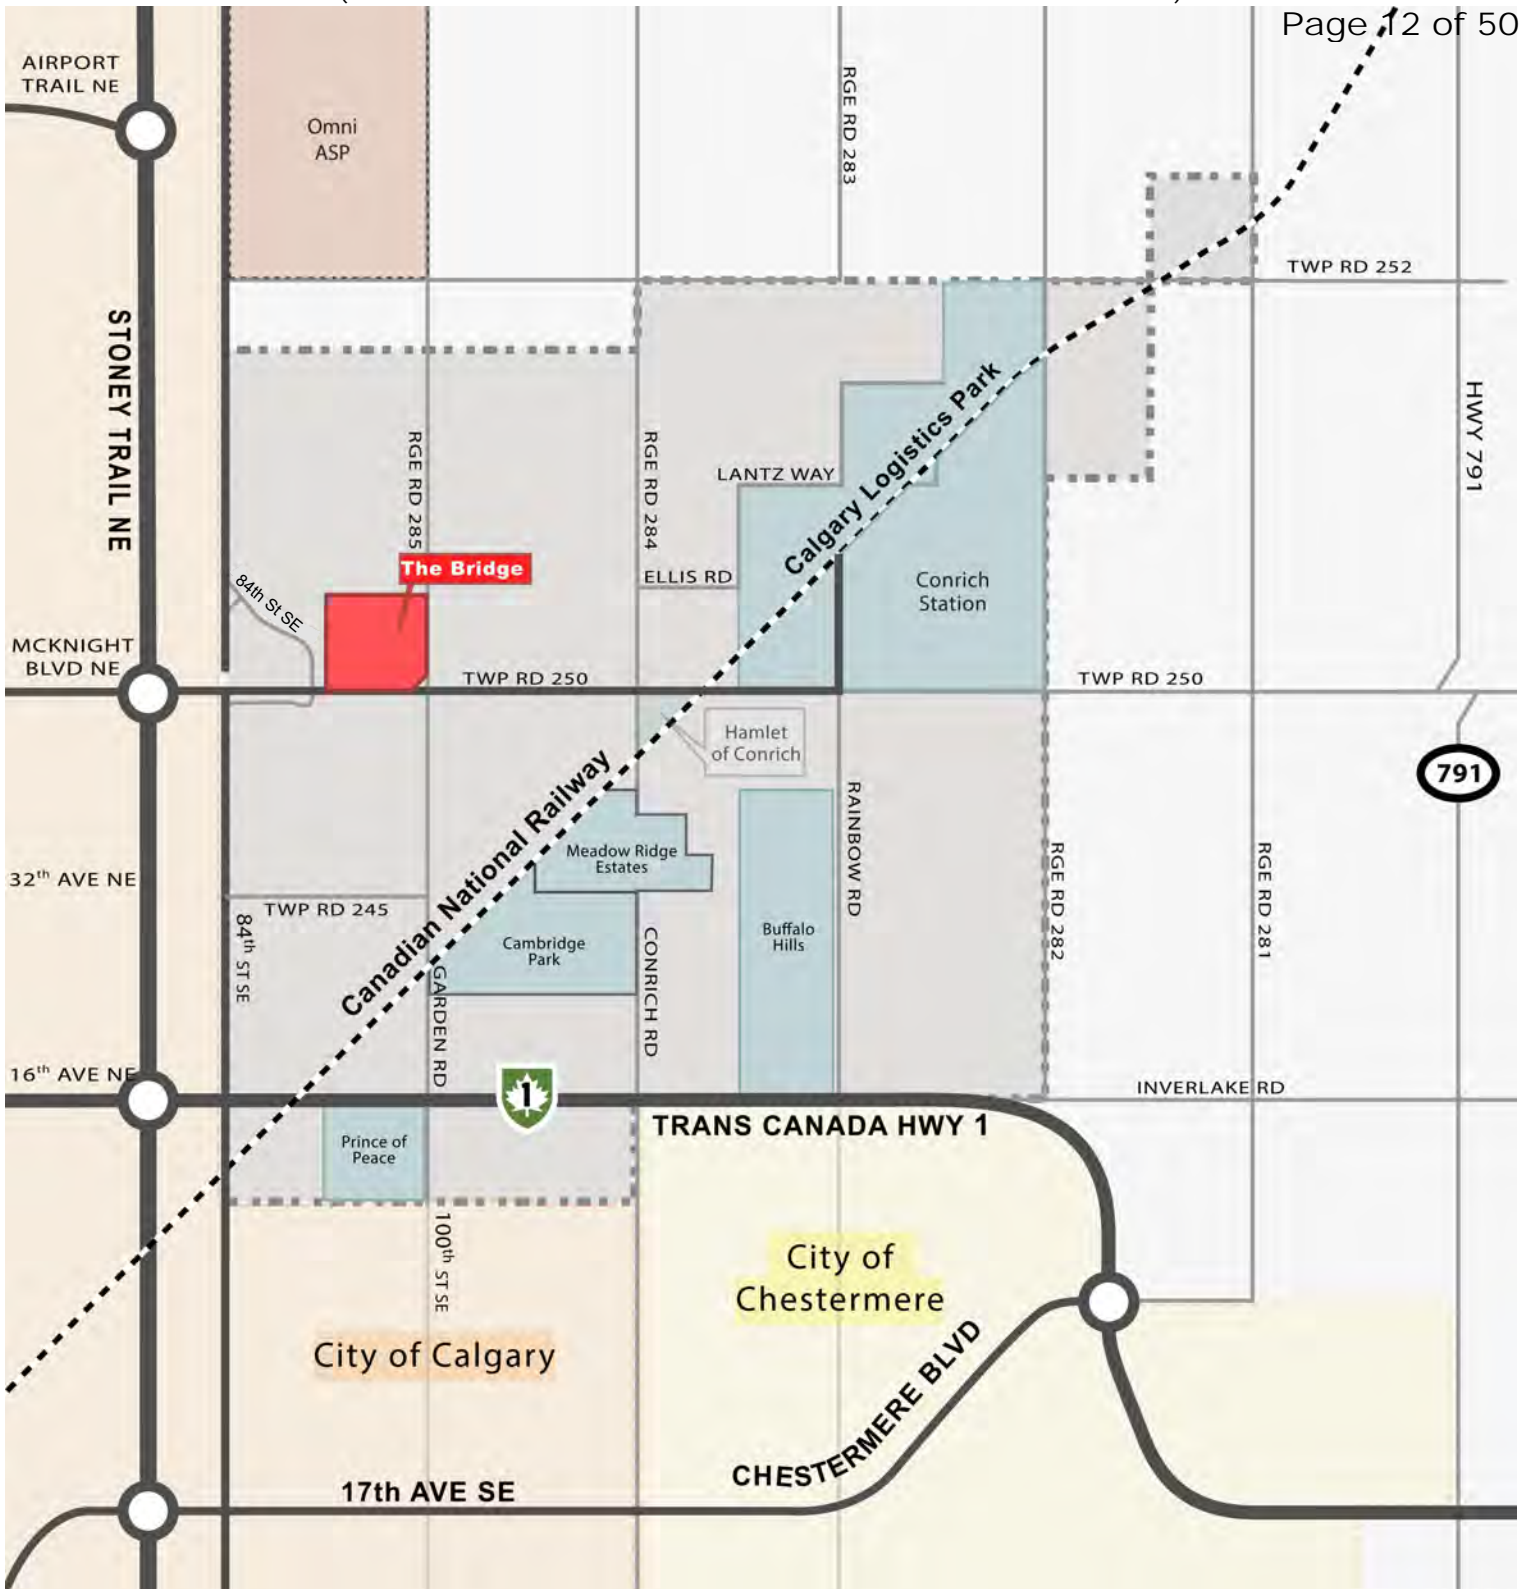 Page 12 of 50
AIRPORT
TRAIL NE
Omni
ASP
RGE RD 283
TWP RD 252
STONEY TRAIL NE
HWY 791
Calgary Logistics Park
RGE RD 285
RGE RD 284
LANTZ WAY
The Bridge
ELLIS RD
84th St SE
Conrich
Station
MCKNIGHT
BLVD NE
TWP RD 250
TWP RD 250
Hamlet
of Conrich
791
Canadian National Railway
RAINBOW RD
Meadow Ridge
Estates
RGE RD 282
RGE RD 281
32th AVE NE
TWP RD 245
84th ST SE
Cambridge
Park
Buffalo
Hills
CONRICH RD
GARDEN RD
16th AVE NE
1
INVERLAKE RD
TRANS CANADA HWY 1
Prince of
Peace
100th ST SE
City of
Chestermere
City of Calgary
CHESTERMERE BLVD
17th AVE SE